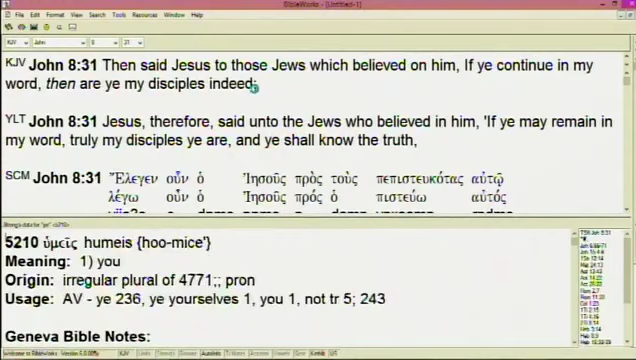 BibleWorks - [Untitled-1]
File Edit Format View Search Tools Resources Window Help
KJV John 8 31
KJV John 8:31 Then said Jesus to those Jews which believed on him, If ye continue in my
word, then are ye my disciples indeed;
YLT John 8:31 Jesus, therefore, said unto the Jews who believed in him, 'If ye may remain in
my word, truly my disciples ye are, and ye shall know the truth,
SCM John 8:31 Ἔλεγεν οὖν ὁ Ἰησοῦς πρὸς τοὺς πεπιστευκότας αὐτῷ
λέγω οὖν ὁ Ἰησοῦς πρός ὁ πιστεύω αὐτός
5210 ὑμεῖς humeis {hoo-mice'}
Meaning: 1) you
Origin: irregular plural of 4771;; pron
Usage: AV - ye 236, ye yourselves 1, you 1, not tr 5; 243
Geneva Bible Notes: